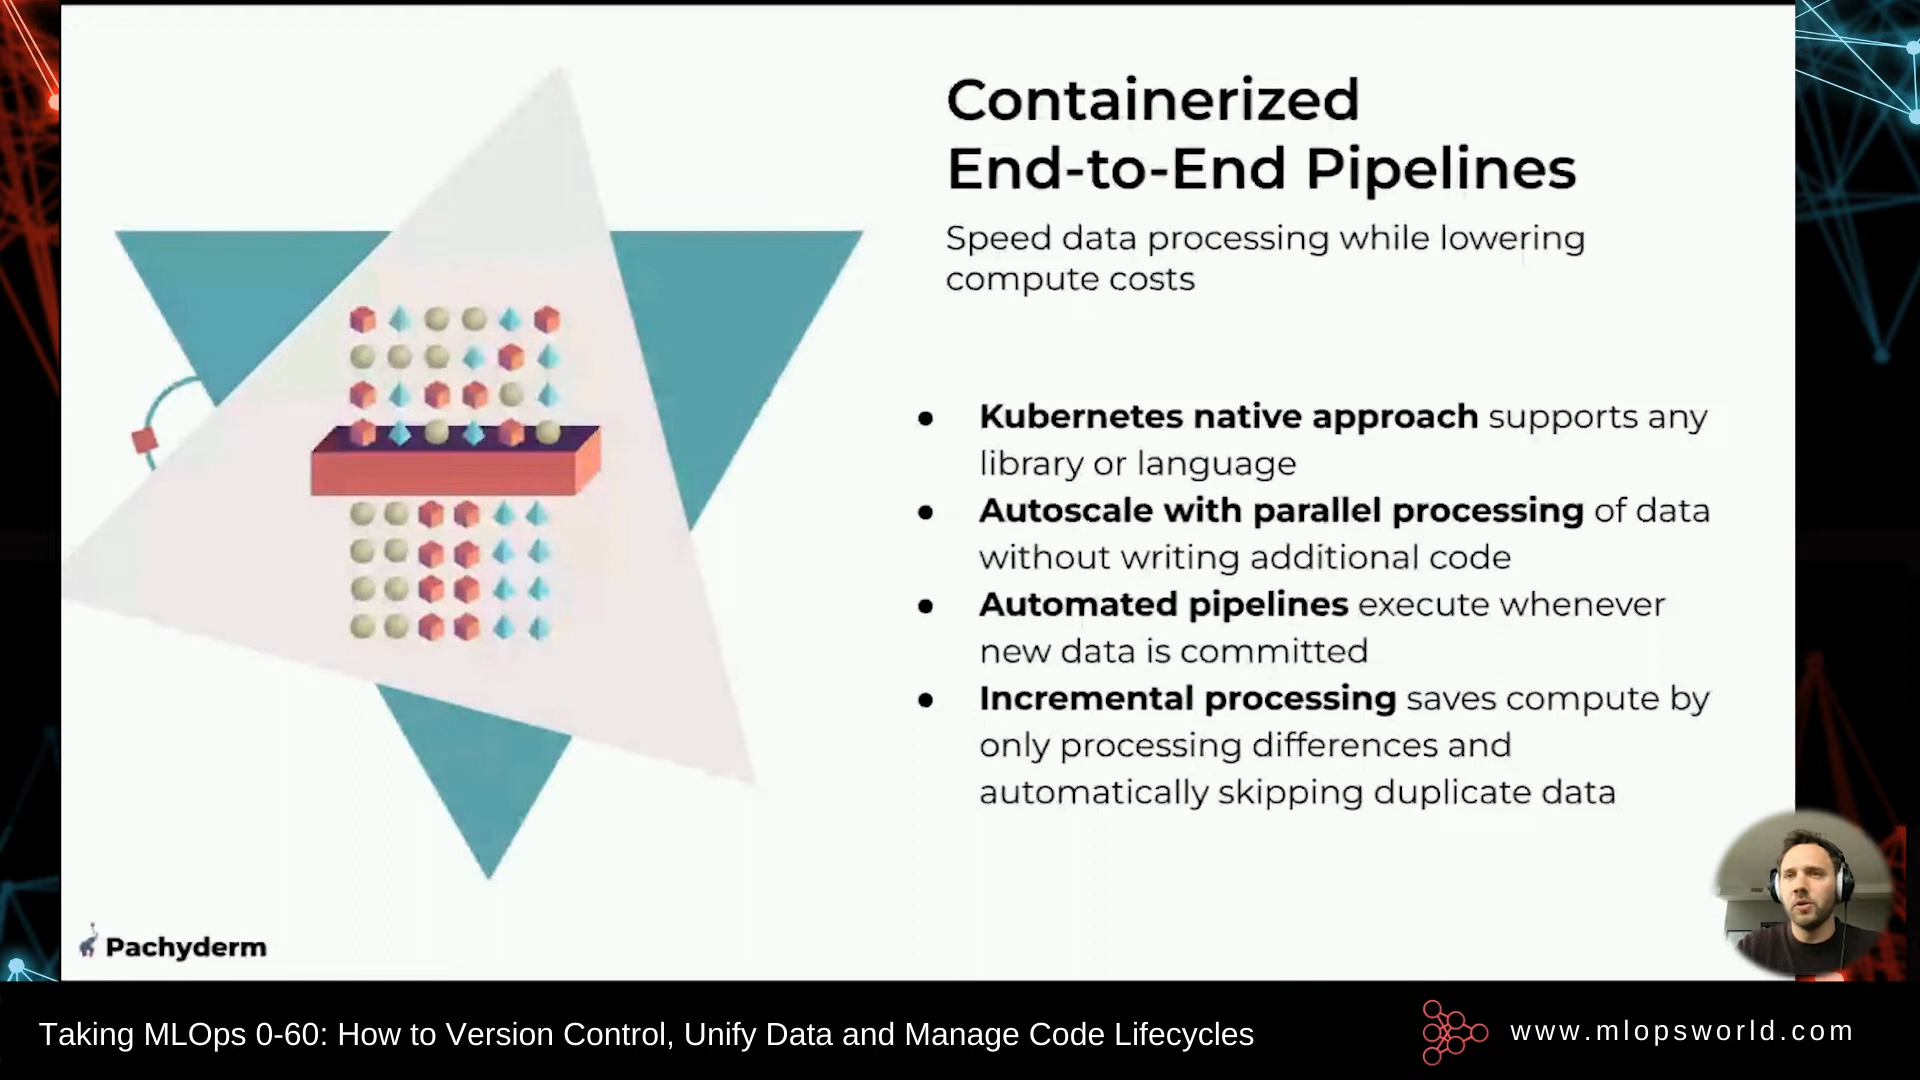 Containerized
End-to-End Pipelines
Speed data processing while lowering
compute costs
● Kubernetes native approach supports any
library or language
● Autoscale with parallel processing of data
without writing additional code
● Automated pipelines execute whenever
new data is committed
● Incremental processing saves compute by
only processing differences and
automatically skipping duplicate data
Pachyderm
Taking MLOps 0-60: How to Version Control, Unify Data and Manage Code Lifecycles
www.mlopsworld.com